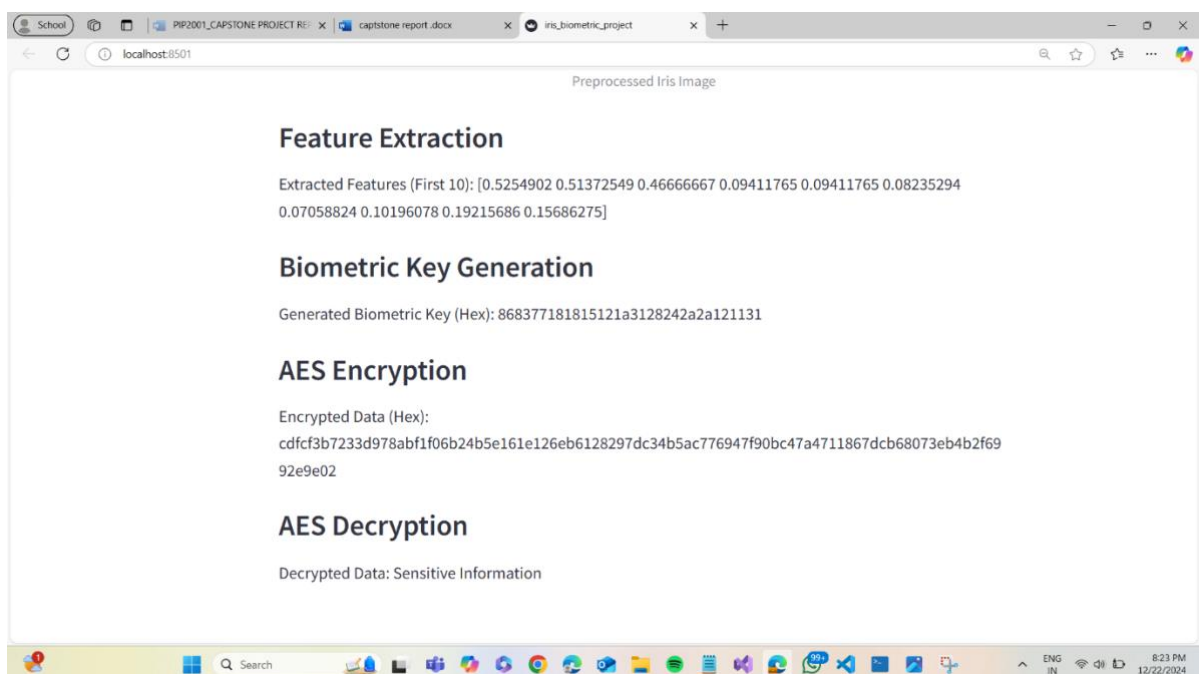 School
PIP2001_CAPSTONE PROJECT REF
captstone report .docx
iris_biometric_project
localhost:8501
Preprocessed Iris Image
Feature Extraction
Extracted Features (First 10): [0.5254902 0.51372549 0.46666667 0.09411765 0.09411765 0.08235294
0.07058824 0.10196078 0.19215686 0.15686275]
Biometric Key Generation
Generated Biometric Key (Hex): 868377181815121a3128242a2a121131
AES Encryption
Encrypted Data (Hex):
cdfcf3b7233d978abf1f06b24b5e161e126eb6128297dc34b5ac776947f90bc47a4711867dcb68073eb4b2f69
92e9e02
AES Decryption
Decrypted Data: Sensitive Information
1
Search
99+
ENG
IN
8:23 PM
12/22/2024